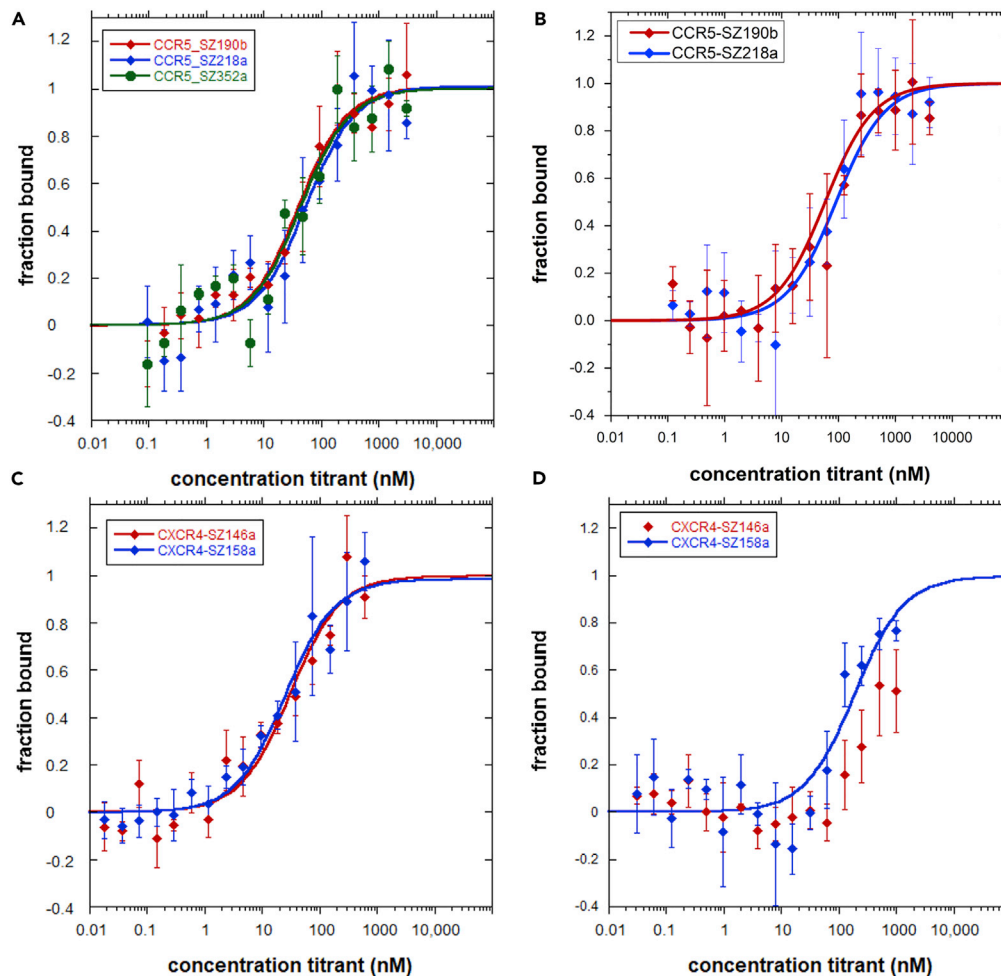 A
CCR5_SZ190b
CCR5_SZ218a
CCR5_SZ352a
fraction bound
1.2
1
0.8
0.6
0.4
0.2
0
-0.2
-0.4
0.01 0.1 1 10 100 1000 10,000
concentration titrant (nM)
B
CCR5-SZ190b
CCR5-SZ218a
fraction bound
1.2
1.0
0.8
0.6
0.4
0.2
0
-0.2
-0.4
0.01 0.1 1 10 100 1000 10,000
concentration titrant (nM)
C
CXCR4-SZ146a
CXCR4-SZ158a
fraction bound
1.2
1
0.8
0.6
0.4
0.2
0
-0.2
-0.4
0.01 0.1 1 10 100 1000 10,000
concentration titrant (nM)
D
CXCR4-SZ146a
CXCR4-SZ158a
fraction bound
1.2
1
0.8
0.6
0.4
0.2
0
-0.2
-0.4
0.01 0.1 1 10 100 1000 10,000
concentration titrant (nM)